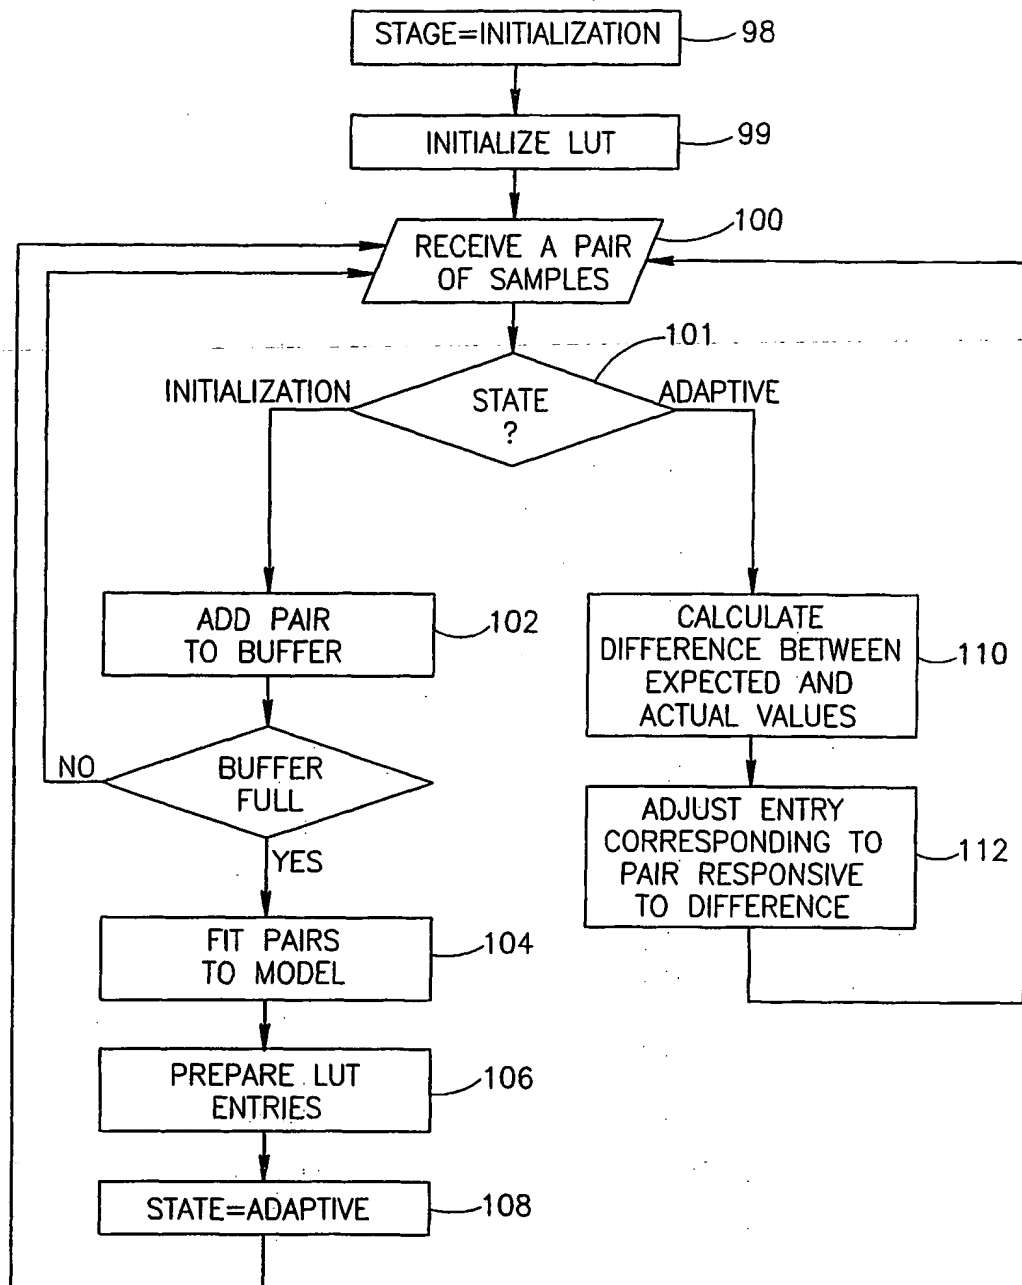 STAGE=INITIALIZATION
98
INITIALIZE LUT
99
100
RECEIVE A PAIR
OF SAMPLES
101
INITIALIZATION
STATE
?
ADAPTIVE
ADD PAIR
TO BUFFER
102
CALCULATE
DIFFERENCE BETWEEN
EXPECTED AND
ACTUAL VALUES
110
NO
BUFFER
FULL
YES
ADJUST ENTRY
CORRESPONDING TO
PAIR RESPONSIVE
TO DIFFERENCE
112
FIT PAIRS
TO MODEL
104
PREPARE LUT
ENTRIES
106
STATE=ADAPTIVE
108